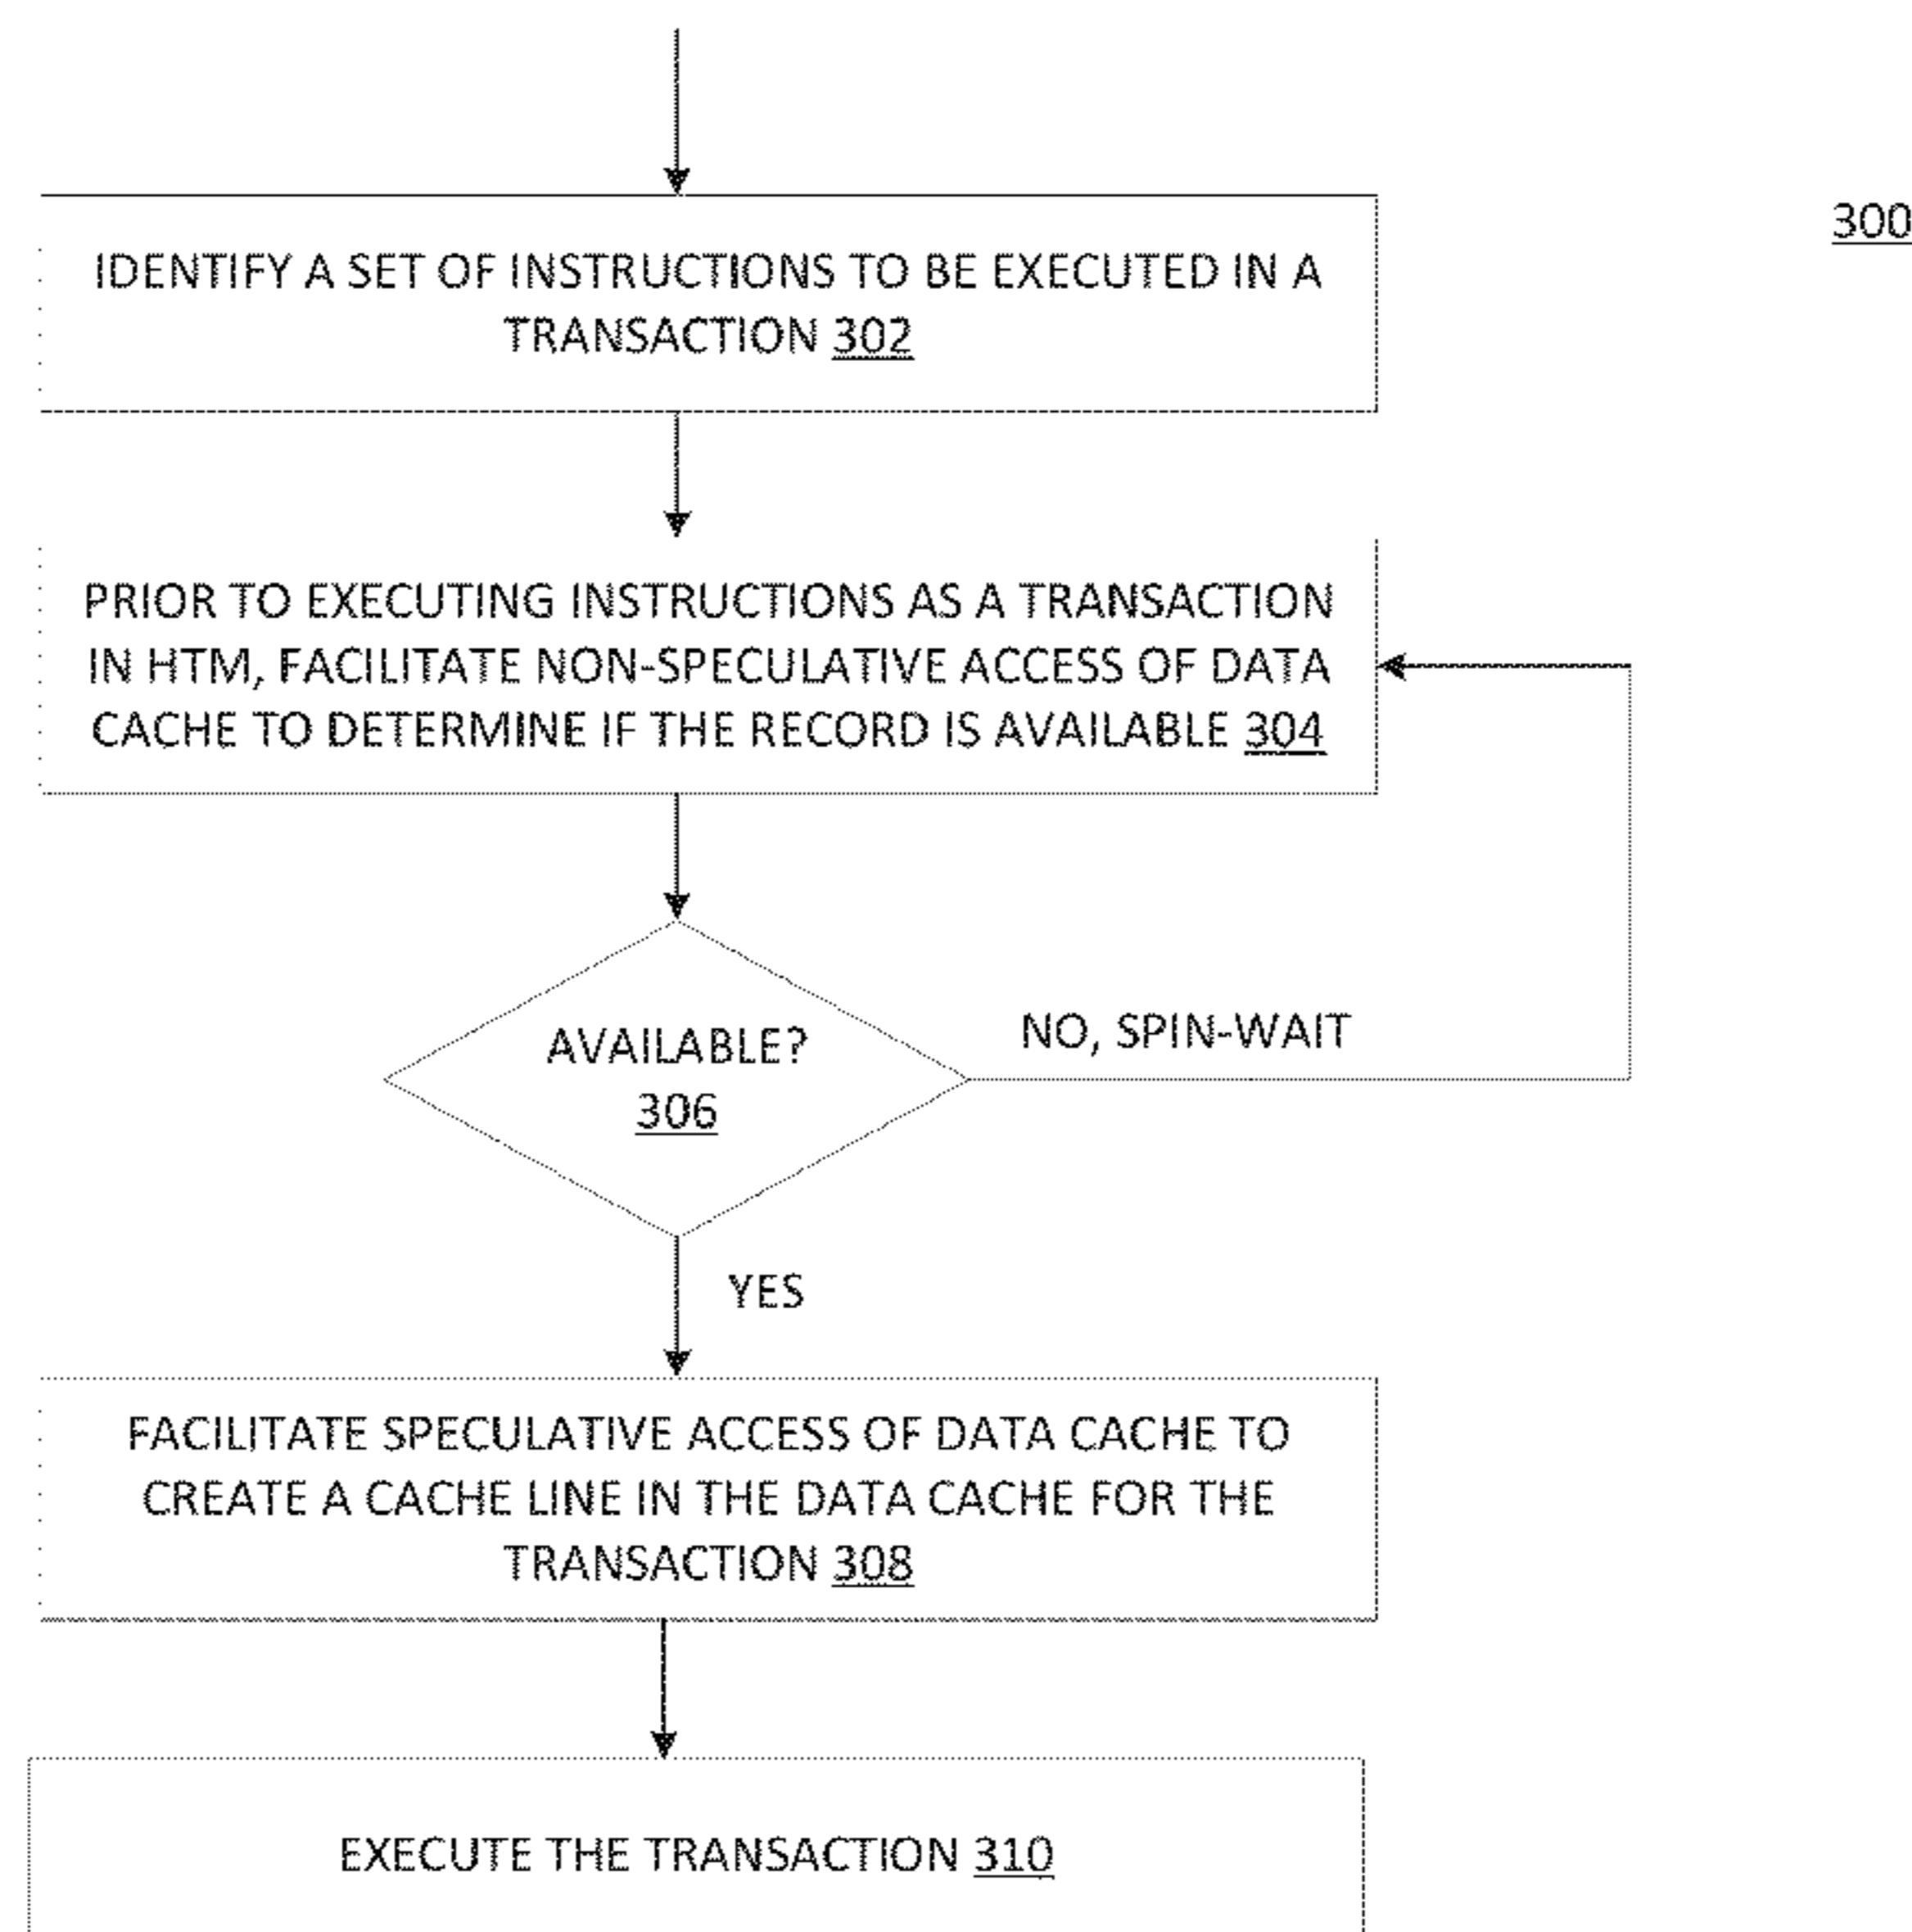 IDENTIFY A SET OF INSTRUCTIONS TO BE EXECUTED IN A
TRANSACTION 302
300
PRIOR TO EXECUTING INSTRUCTIONS AS A TRANSACTION
IN HTM, FACILITATE NON-SPECULATIVE ACCESS OF DATA
CACHE TO DETERMINE IF THE RECORD IS AVAILABLE 304
AVAILABLE?
306
NO, SPIN-WAIT
YES
FACILITATE SPECULATIVE ACCESS OF DATA CACHE TO
CREATE A CACHE LINE IN THE DATA CACHE FOR THE
TRANSACTION 308
EXECUTE THE TRANSACTION 310